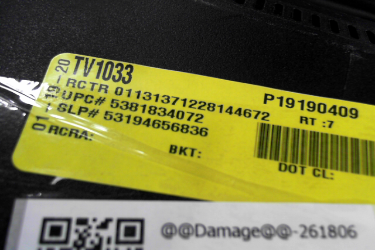 TV1033
01-19-20
RCTR 01131371228144672
P19190409
UPC# 5381834072
RT :7
SLP# 53194656836
RCRA:
BKT:
DOT CL:
@@Damage@@-261806